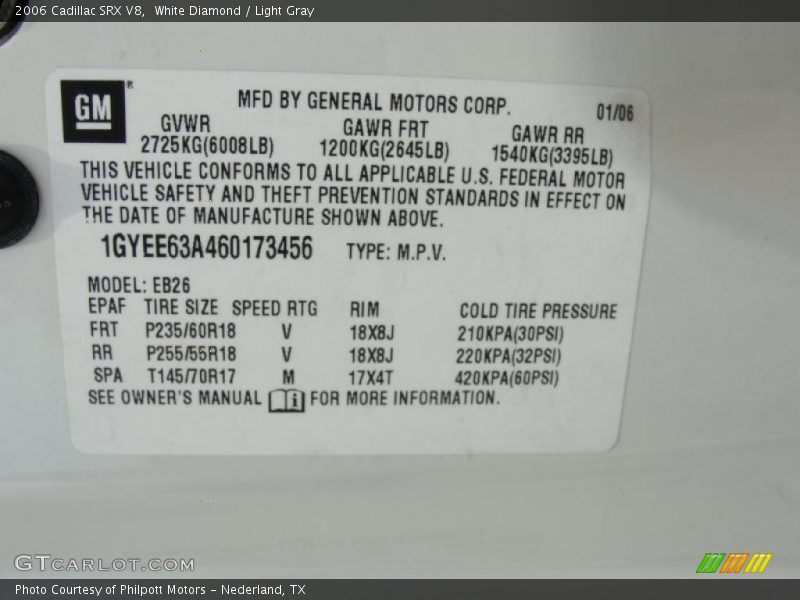 2006 Cadillac SRX V8,  White Diamond / Light Gray
GM®
MFD BY GENERAL MOTORS CORP. 01/06
GVWR GAWR FRT GAWR RR
2725KG(6008LB) 1200KG(2645LB) 1540KG(3395LB)
THIS VEHICLE CONFORMS TO ALL APPLICABLE U.S. FEDERAL MOTOR
VEHICLE SAFETY AND THEFT PREVENTION STANDARDS IN EFFECT ON
THE DATE OF MANUFACTURE SHOWN ABOVE.
1GYEE63A460173456 TYPE: M.P.V.
MODEL: EB26
EPAF TIRE SIZE SPEED RTG RIM COLD TIRE PRESSURE
FRT P235/60R18 V 18X8J 210KPA(30PSI)
RR P255/55R18 V 18X8J 220KPA(32PSI)
SPA T145/70R17 M 17X4T 420KPA(60PSI)
SEE OWNER'S MANUAL i FOR MORE INFORMATION.
GTCARLOT.COM
Photo Courtesy of Philpott Motors - Nederland, TX